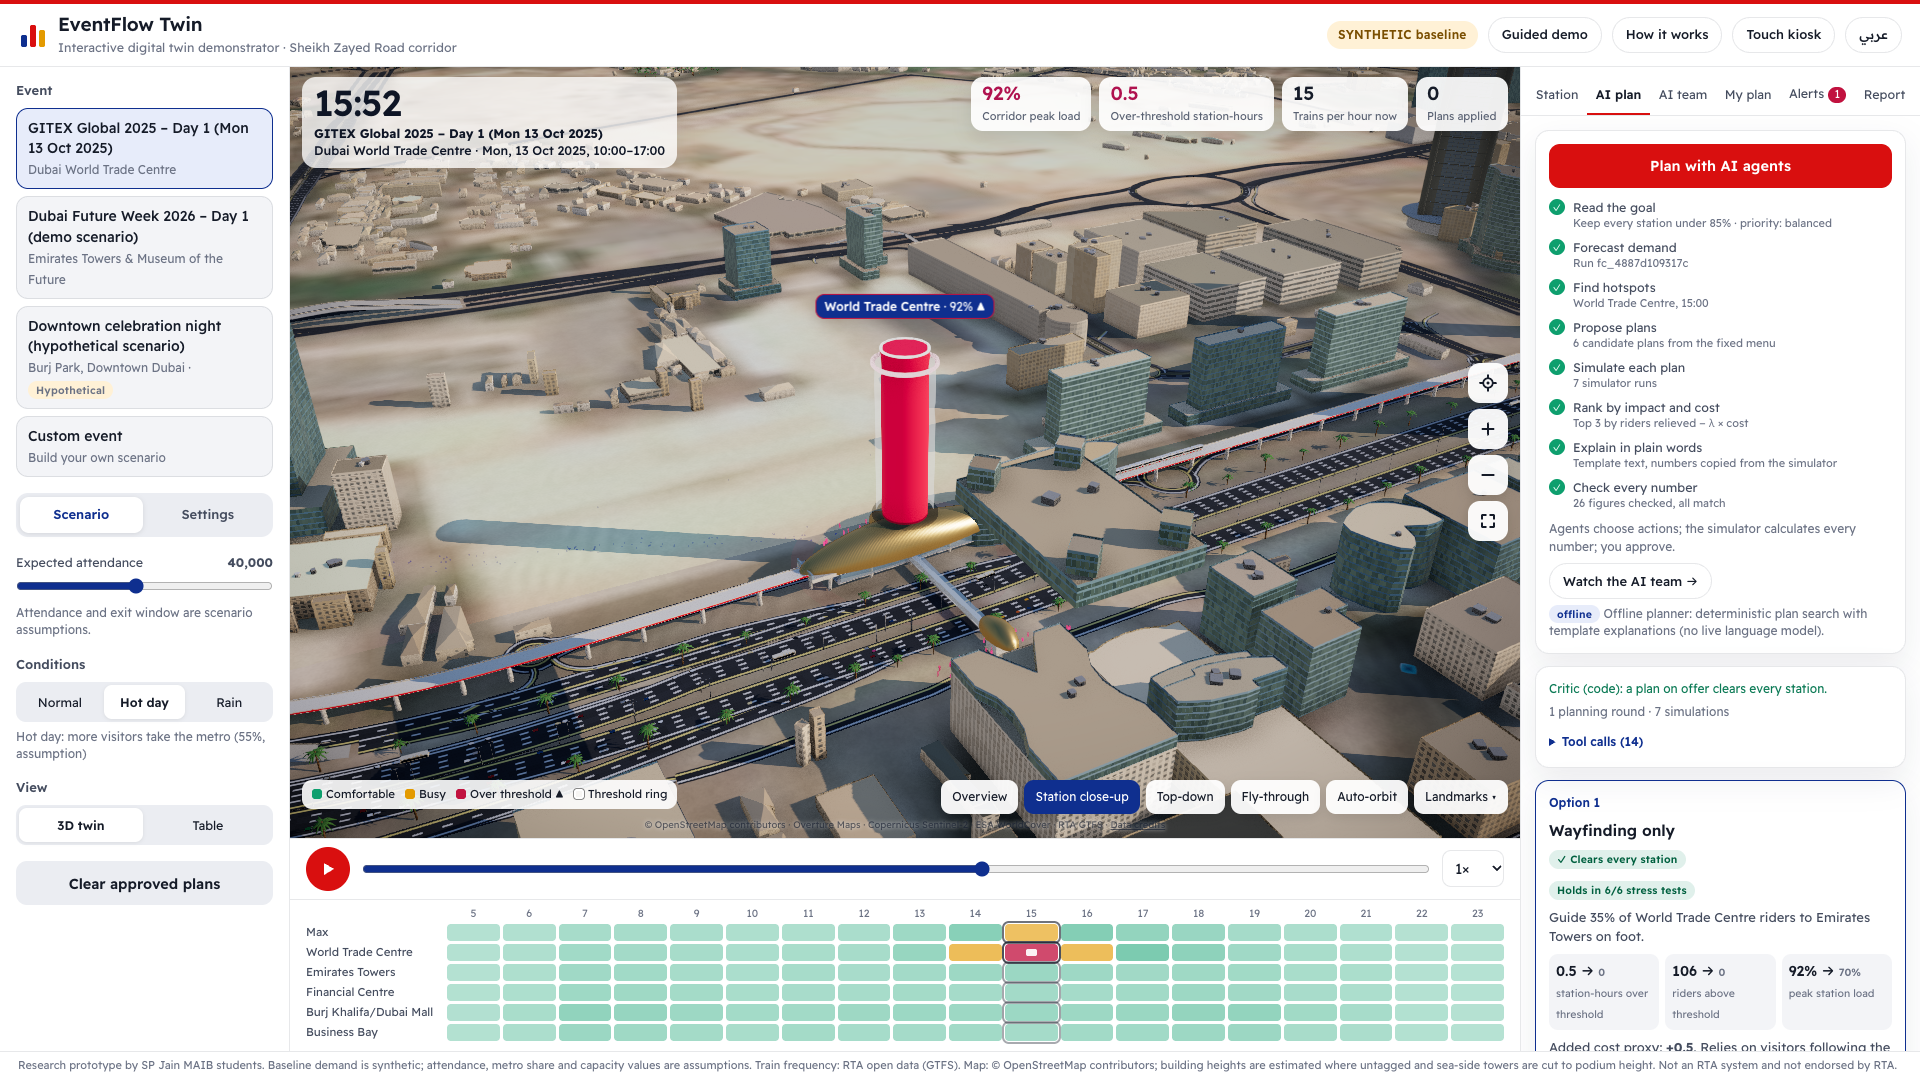 EventFlow Twin
Interactive digital twin demonstrator · Sheikh Zayed Road corridor
SYNTHETIC baseline
Guided demo
How it works
Touch kiosk
عربي
Event
GITEX Global 2025 – Day 1 (Mon
13 Oct 2025)
Dubai World Trade Centre
Dubai Future Week 2026 – Day 1
(demo scenario)
Emirates Towers & Museum of the
Future
Downtown celebration night
(hypothetical scenario)
Burj Park, Downtown Dubai ·
Hypothetical
Custom event
Build your own scenario
Scenario
Settings
Expected attendance 40,000
Attendance and exit window are scenario
assumptions.
Conditions
Normal
Hot day
Rain
Hot day: more visitors take the metro (55%,
assumption)
View
3D twin
Table
Clear approved plans
15:52
GITEX Global 2025 – Day 1 (Mon 13 Oct 2025)
Dubai World Trade Centre · Mon, 13 Oct 2025, 10:00–17:00
92%
Corridor peak load
0.5
Over-threshold station-hours
15
Trains per hour now
0
Plans applied
World Trade Centre · 92% ▲
Comfortable
Busy
Over threshold ▲
Threshold ring
Overview
Station close-up
Top-down
Fly-through
Auto-orbit
Landmarks
© OpenStreetMap contributors · Overture Maps · Copernicus
1×
5 6 7 8 9 10 11 12 13 14 15 16 17 18 19 20 21 22 23
Max
World Trade Centre
Emirates Towers
Financial Centre
Burj Khalifa/Dubai Mall
Business Bay
Station
AI plan
AI team
My plan
Alerts 1
Report
Plan with AI agents
Read the goal
Keep every station under 85% · priority: balanced
Forecast demand
Run fc_4887d109317c
Find hotspots
World Trade Centre, 15:00
Propose plans
6 candidate plans from the fixed menu
Simulate each plan
7 simulator runs
Rank by impact and cost
Top 3 by riders relieved − λ × cost
Explain in plain words
Template text, numbers copied from the simulator
Check every number
26 figures checked, all match
Agents choose actions; the simulator calculates every
number; you approve.
Watch the AI team →
offline Offline planner: deterministic plan search with
template explanations (no live language model).
Critic (code): a plan on offer clears every station.
1 planning round · 7 simulations
Tool calls (14)
Option 1
Wayfinding only
✓ Clears every station
Holds in 6/6 stress tests
Guide 35% of World Trade Centre riders to Emirates
Towers on foot.
0.5 → 0
station-hours over
threshold
106 → 0
riders above
threshold
92% → 70%
peak station load
Added cost proxy: +0.5. Relies on visitors following the
Research prototype by SP Jain MAIB students. Baseline demand is synthetic; attendance, metro share and capacity values are assumptions. Train frequency: RTA open data (GTFS). Map: © OpenStreetMap contributors; building heights are estimated where untagged and sea-side towers are cut to podium height. Not an RTA system and not endorsed by RTA.